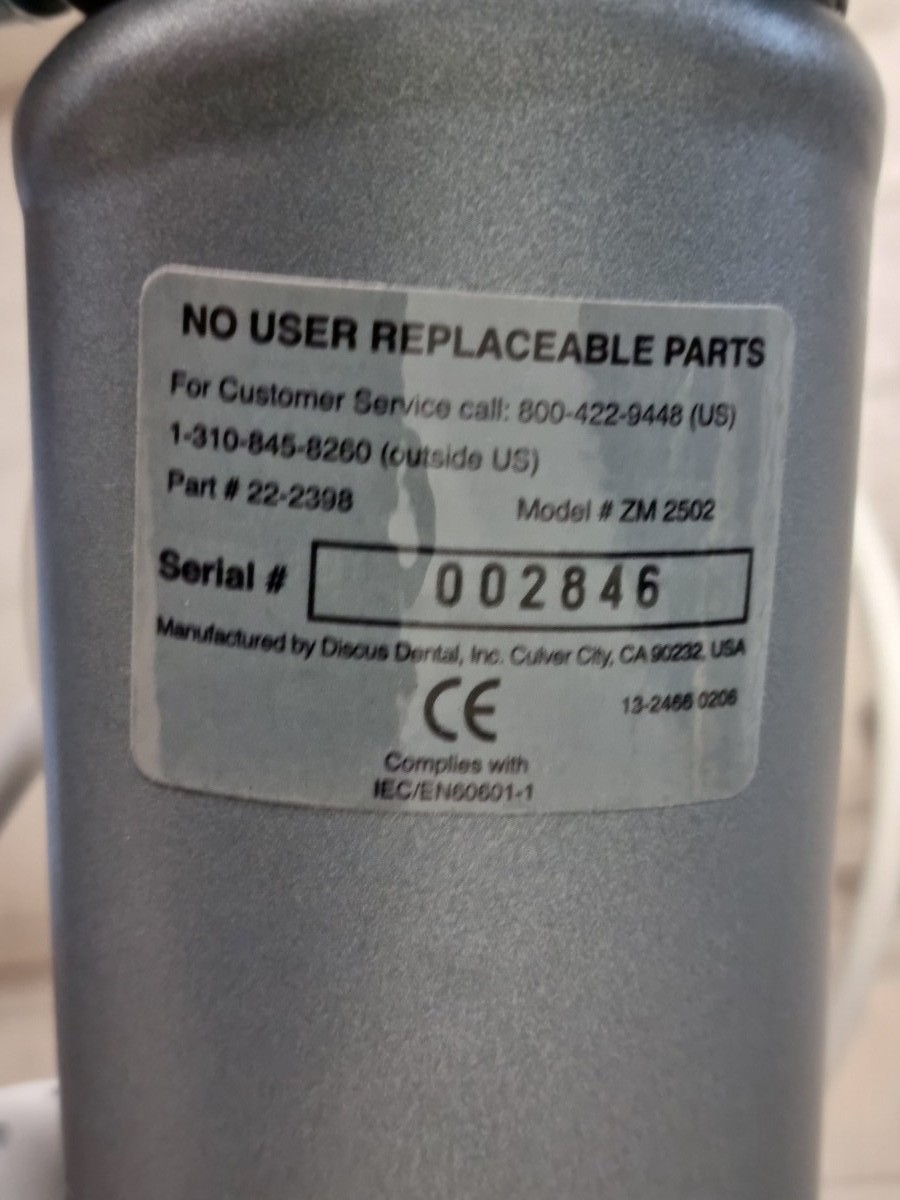 NO USER REPLACEABLE PARTS
For Customer Service call: 800-422-9448 (US)
1-310-845-8260 (outside US)
Part # 22-2398 Model # ZM 2502
Serial # 002846
Manufactured by Discus Dental, Inc. Culver City, CA 90232, USA
CE 13-2466 0206
Complies with
IEC/EN60601-1